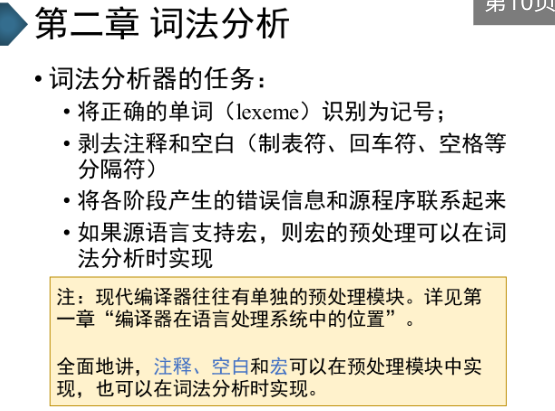 第10页
第二章 词法分析
• 词法分析器的任务：
• 将正确的单词（lexeme）识别为记号；
• 剥去注释和空白（制表符、回车符、空格等
分隔符）
• 将各阶段产生的错误信息和源程序联系起来
• 如果源语言支持宏，则宏的预处理可以在词
法分析时实现
注：现代编译器往往有单独的预处理模块。详见第
一章“编译器在语言处理系统中的位置”。
全面地讲，注释、空白和宏可以在预处理模块中实
现，也可以在词法分析时实现。